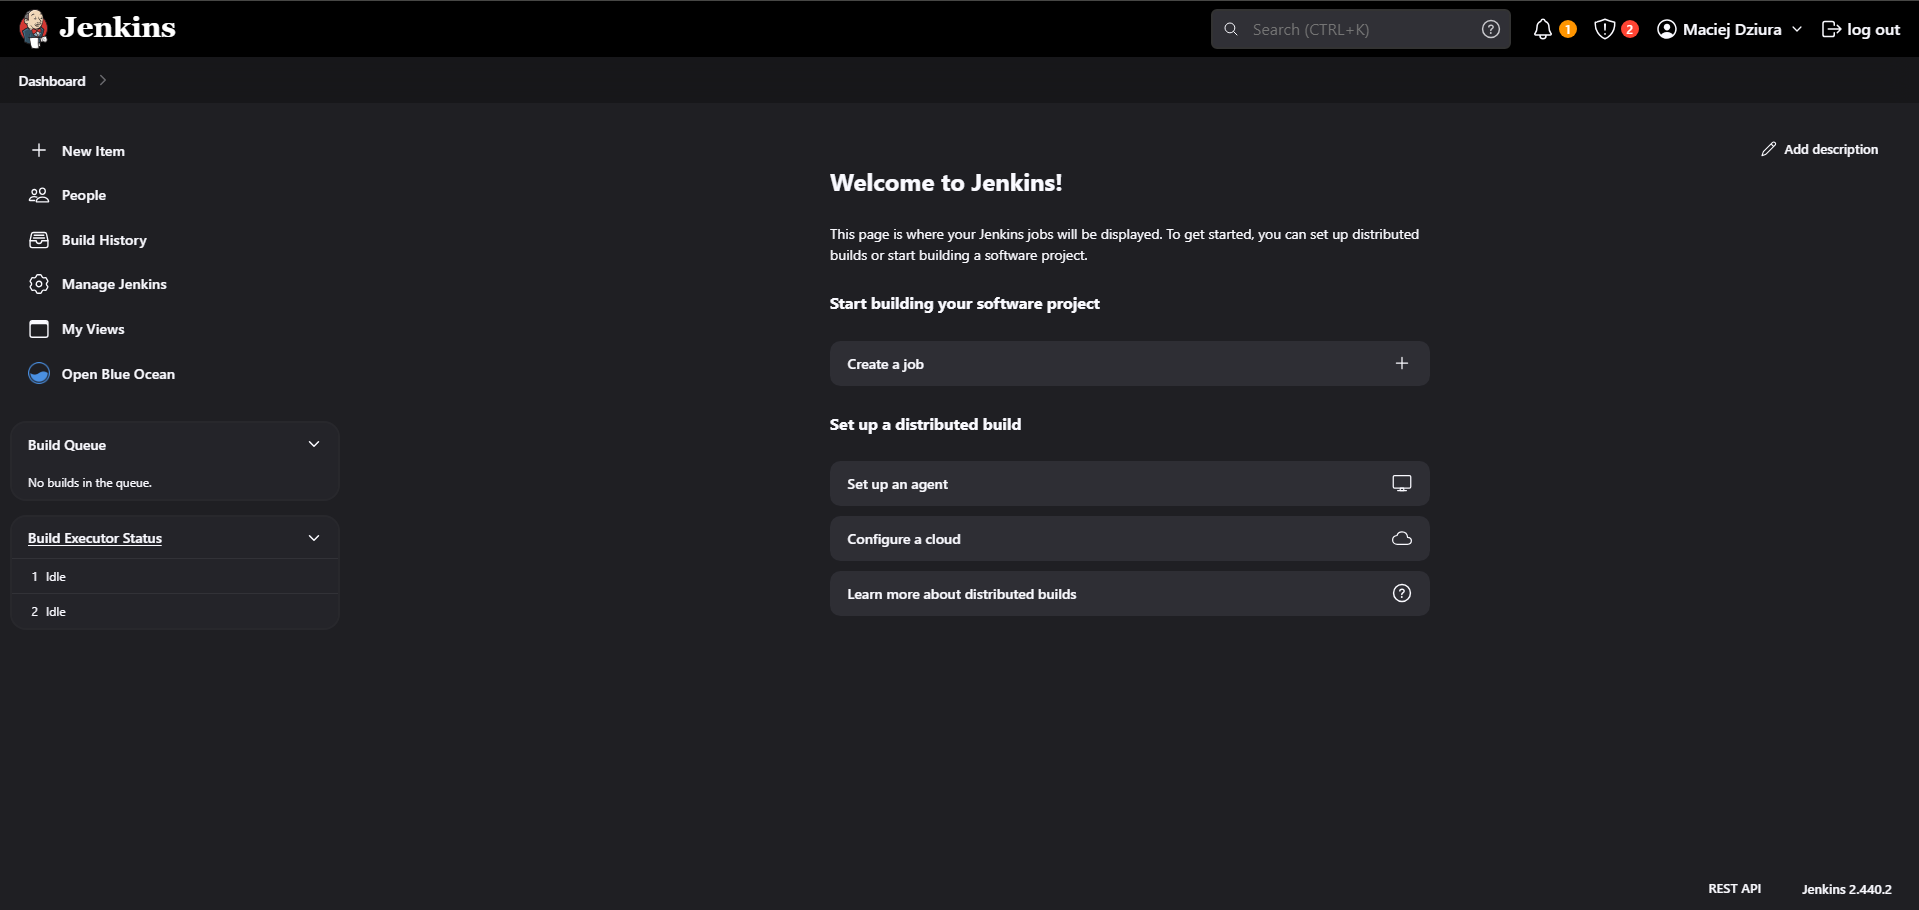 Jenkins
Search (CTRL+K)
?
1
2
Maciej Dziura
log out
Dashboard
New Item
People
Build History
Manage Jenkins
My Views
Open Blue Ocean
Build Queue
No builds in the queue.
Build Executor Status
1 Idle
2 Idle
Add description
Welcome to Jenkins!
This page is where your Jenkins jobs will be displayed. To get started, you can set up distributed
builds or start building a software project.
Start building your software project
Create a job
Set up a distributed build
Set up an agent
Configure a cloud
Learn more about distributed builds
?
REST API
Jenkins 2.440.2